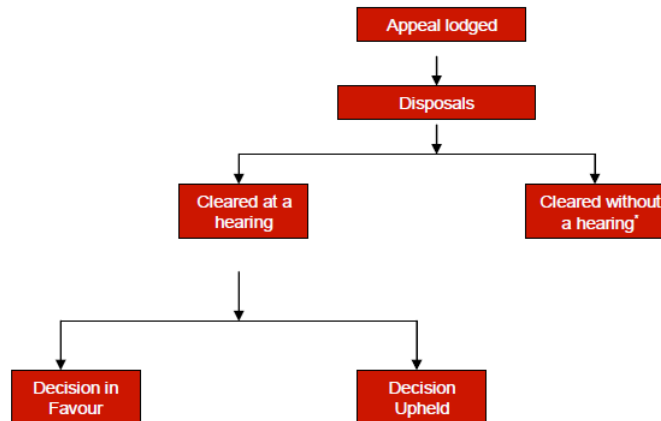 Appeal lodged
Disposals
Cleared at a
hearing
Cleared without
a hearing*
Decision in
Favour
Decision
Upheld